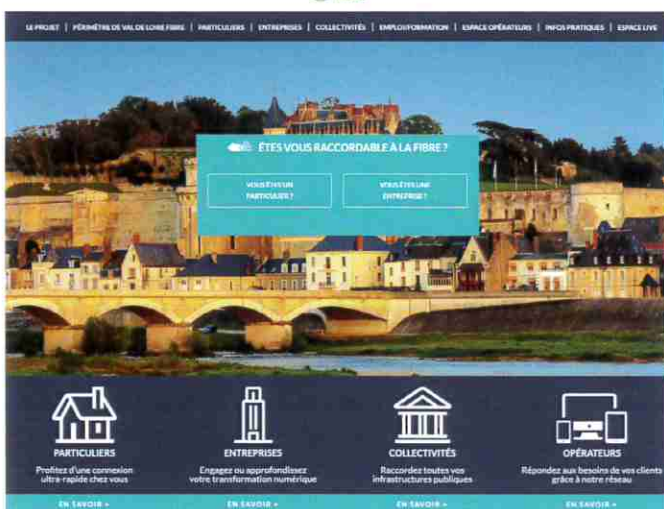 LE PROJET | PÉRIMÈTRE DE VAL DE LOIRE FIBRE | PARTICULIERS | ENTREPRISES | COLLECTIVITÉS | EMPLOI/FORMATION | ESPACE OPÉRATEURS | INFOS PRATIQUES | ESPACE LIVE
ÊTES VOUS RACCORDABLE À LA FIBRE ?
VOUS ÊTES UN
PARTICULIER ?
VOUS ÊTES UNE
ENTREPRISE ?
PARTICULIERS
Profitez d'une connexion
ultra-rapide chez vous
EN SAVOIR +
ENTREPRISES
Engagez ou approfondissez
votre transformation numérique
EN SAVOIR +
COLLECTIVITÉS
Raccordez toutes vos
infrastructures publiques
EN SAVOIR +
OPÉRATEURS
Répondez aux besoins de vos clients
grâce à notre réseau
EN SAVOIR +